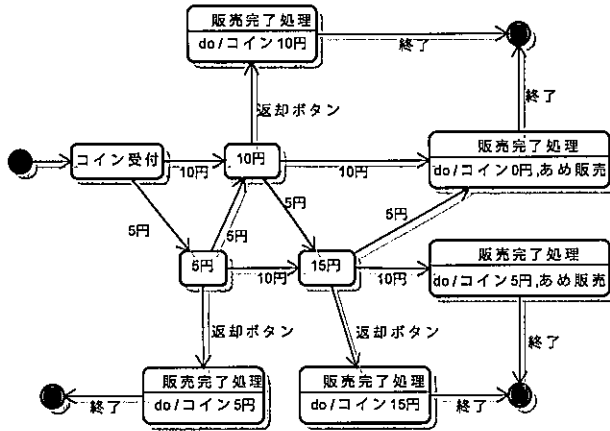 販売完了処理
do/コイン10円
終了
返却ボタン
終了
コイン受付
10円
10円
10円
販売完了処理
do/コイン0円,あめ販売
5円
5円
5円
5円
5円
10円
15円
10円
販売完了処理
do/コイン5円,あめ販売
返却ボタン
返却ボタン
終了
販売完了処理
do/コイン5円
終了
販売完了処理
do/コイン15円
終了